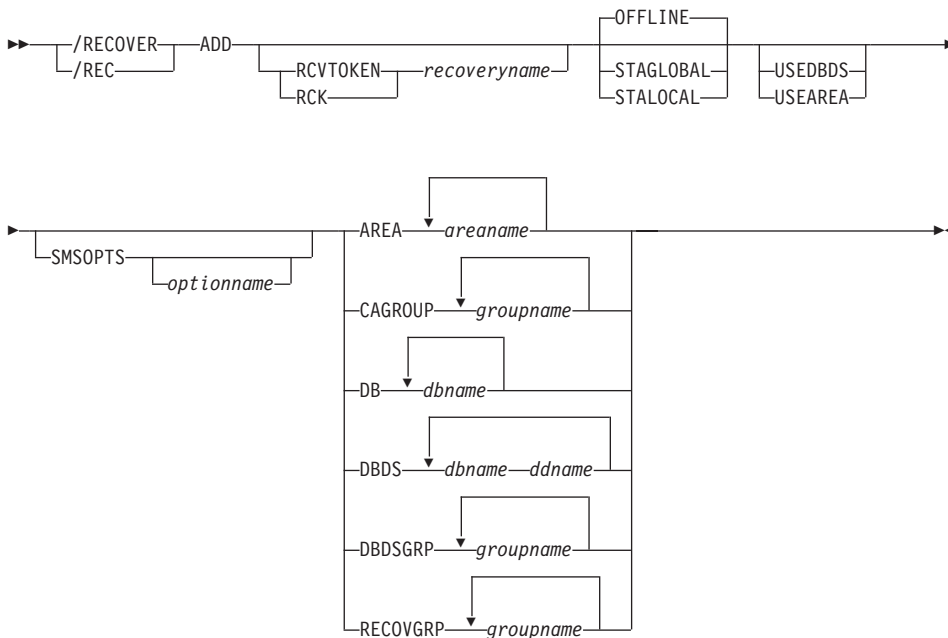 OFFLINE
/RECOVER ADD
/REC RCVTOKEN recoveryname STAGLOBAL USEDBDS
RCK STALOCAL USEAREA
AREA areaname
SMSOPTS
optionname
CAGROUP groupname
DB dbname
DBDS dbname ddname
DBDSGRP groupname
RECOVGRP groupname